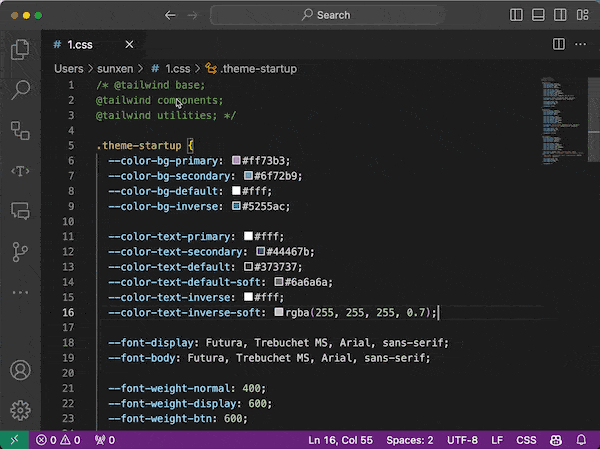 Search
# 1.css
Users > sunxen > # 1.css > .theme-startup
1 /* @tailwind base;
2 @tailwind components;
3 @tailwind utilities; */
4
5 .theme-startup {
6 --color-bg-primary: #ff73b3;
7 --color-bg-secondary: #6f72b9;
8 --color-bg-default: #fff;
9 --color-bg-inverse: #5255ac;
10
11 --color-text-primary: #fff;
12 --color-text-secondary: #44467b;
13 --color-text-default: #373737;
14 --color-text-default-soft: #6a6a6a;
15 --color-text-inverse: #fff;
16 --color-text-inverse-soft: rgba(255, 255, 255, 0.7);
17
18 --font-display: Futura, Trebuchet MS, Arial, sans-serif;
19 --font-body: Futura, Trebuchet MS, Arial, sans-serif;
20
21 --font-weight-normal: 400;
22 --font-weight-display: 600;
23 --font-weight-btn: 600;
0 0 0 Ln 16, Col 55 Spaces: 2 UTF-8 LF CSS